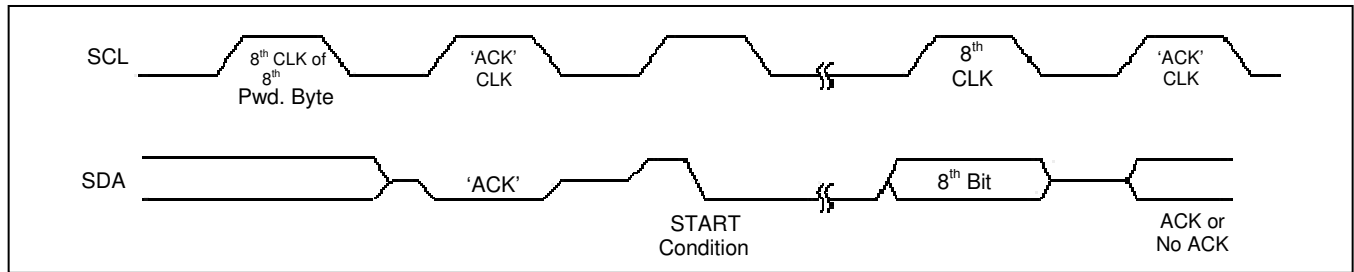 SCL
8th CLK of
8th
Pwd. Byte
'ACK'
CLK
8th
CLK
'ACK'
CLK
SDA
'ACK'
START
Condition
8th Bit
ACK or
No ACK